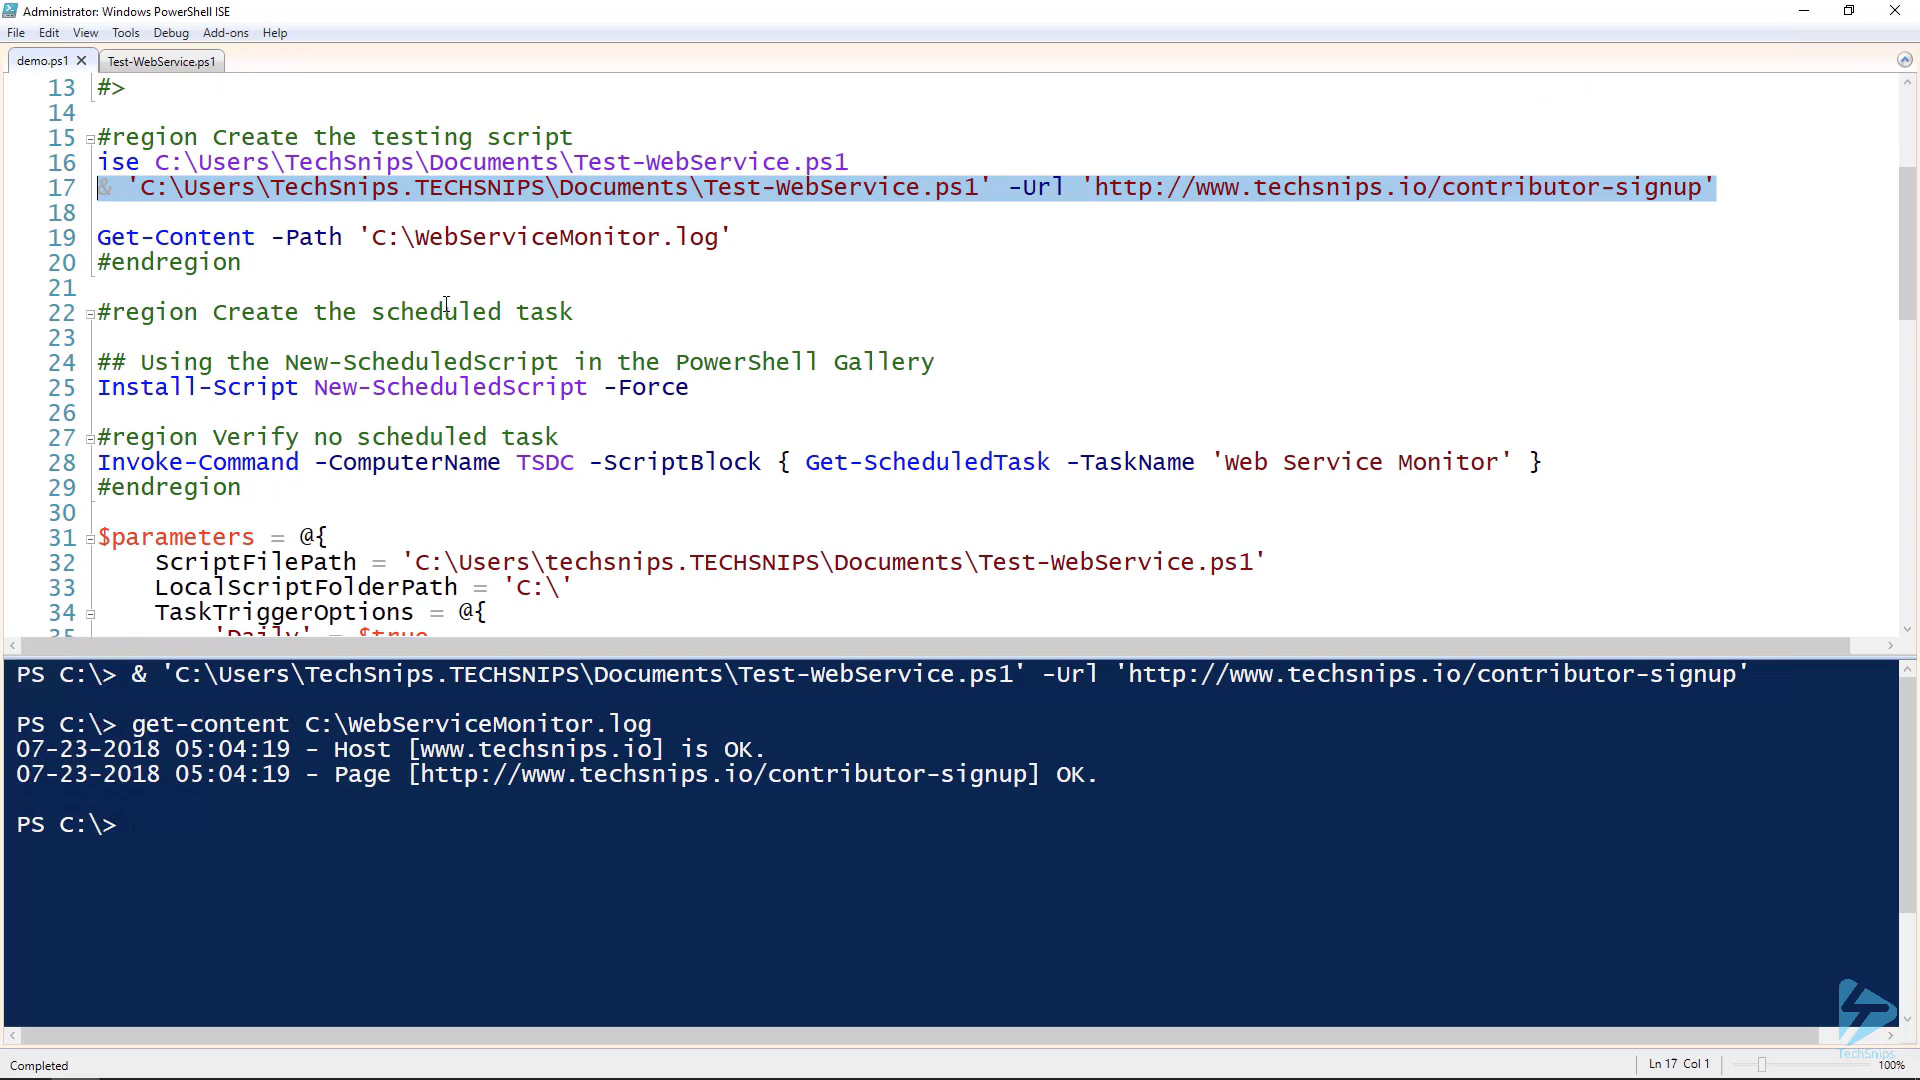 Administrator: Windows PowerShell ISE
File Edit View Tools Debug Add-ons Help
demo.ps1 Test-WebService.ps1
13 #>
14
15 #region Create the testing script
16 ise C:\Users\TechSnips\Documents\Test-WebService.ps1
17 & 'C:\Users\TechSnips.TECHSNIPS\Documents\Test-WebService.ps1' -Url 'http://www.techsnips.io/contributor-signup'
18
19 Get-Content -Path 'C:\WebServiceMonitor.log'
20 #endregion
21
22 #region Create the scheduled task
23
24 ## Using the New-ScheduledScript in the PowerShell Gallery
25 Install-Script New-ScheduledScript -Force
26
27 #region Verify no scheduled task
28 Invoke-Command -ComputerName TSDC -ScriptBlock { Get-ScheduledTask -TaskName 'Web Service Monitor' }
29 #endregion
30
31 $parameters = @{
32 ScriptFilePath = 'C:\Users\techsnips.TECHSNIPS\Documents\Test-WebService.ps1'
33 LocalScriptFolderPath = 'C:\'
34 TaskTriggerOptions = @{
35 'Daily' = $true
PS C:\> & 'C:\Users\TechSnips.TECHSNIPS\Documents\Test-WebService.ps1' -Url 'http://www.techsnips.io/contributor-signup'
PS C:\> get-content C:\WebServiceMonitor.log
07-23-2018 05:04:19 - Host [www.techsnips.io] is OK.
07-23-2018 05:04:19 - Page [http://www.techsnips.io/contributor-signup] OK.
PS C:\>
TechSnips
Completed Ln 17 Col 1 100%